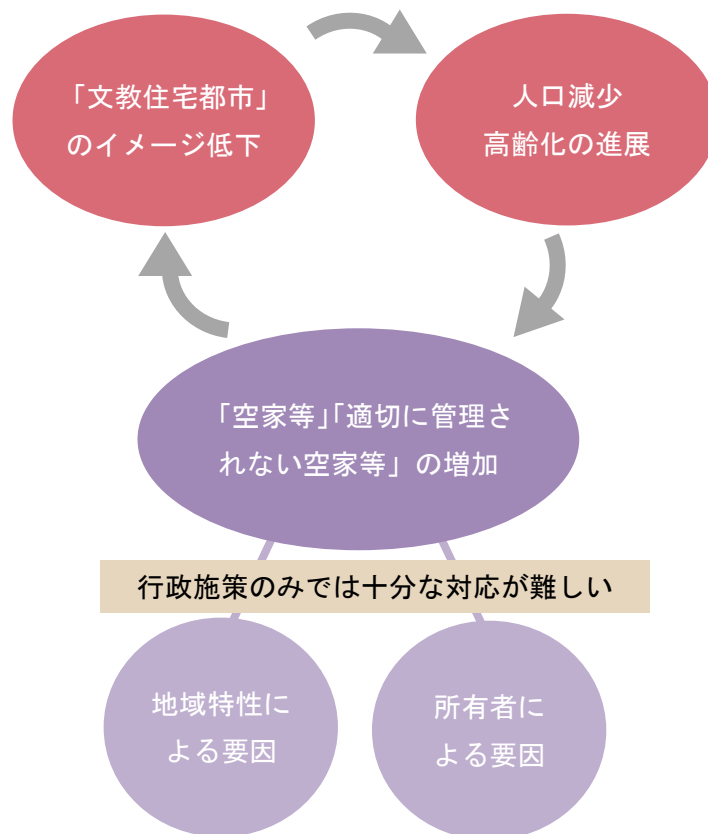 「文教住宅都市」
のイメージ低下
人口減少
高齢化の進展
「空家等」「適切に管理さ
れない空家等」の増加
行政施策のみでは十分な対応が難しい
地域特性に
よる要因
所有者に
よる要因